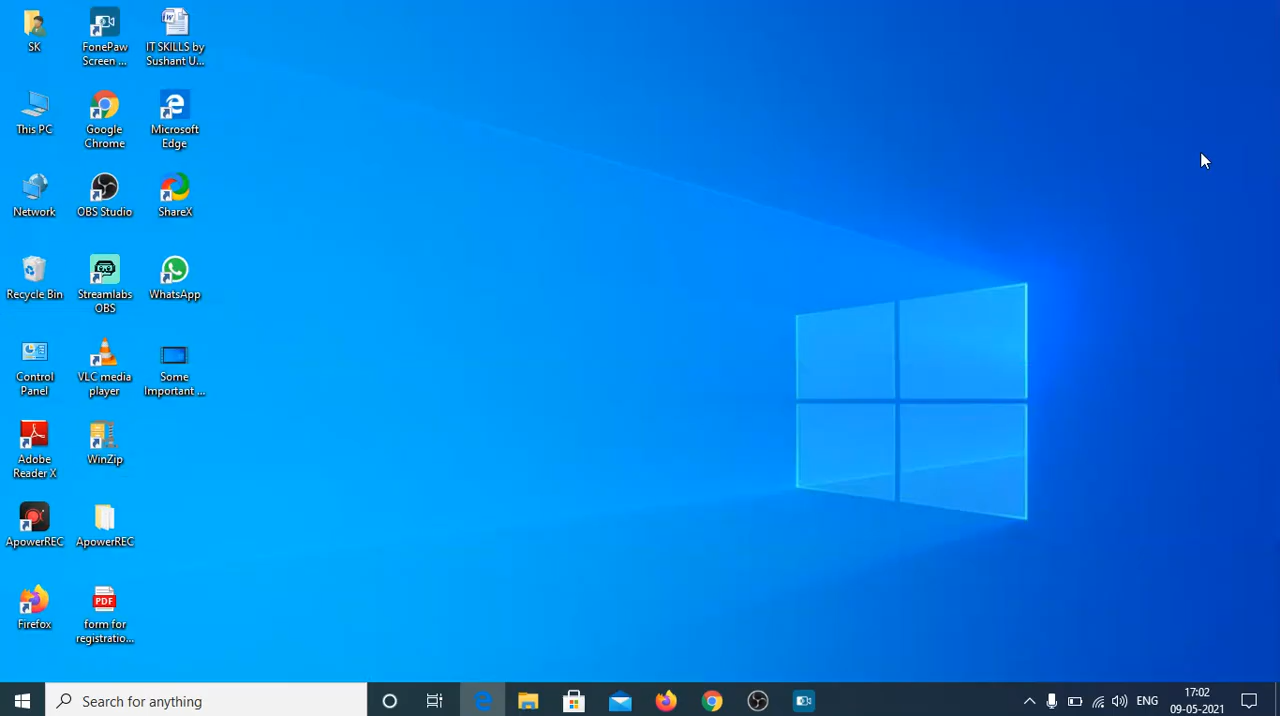 SK
FonePaw
Screen ...
IT SKILLS by
Sushant U...
This PC
Google
Chrome
Microsoft
Edge
Network
OBS Studio
ShareX
Recycle Bin
Streamlabs
OBS
WhatsApp
Control
Panel
VLC media
player
Some
Important ...
Adobe
Reader X
WinZip
ApowerREC
ApowerREC
Firefox
PDF
form for
registratio...
Search for anything
ENG
17:02
09-05-2021